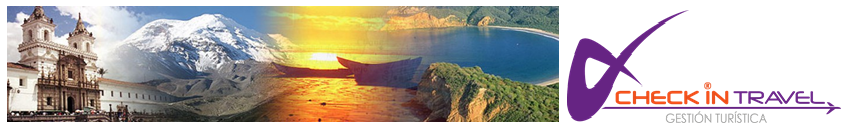 CHECK IN TRAVEL
GESTIÓN TURÍSTICA